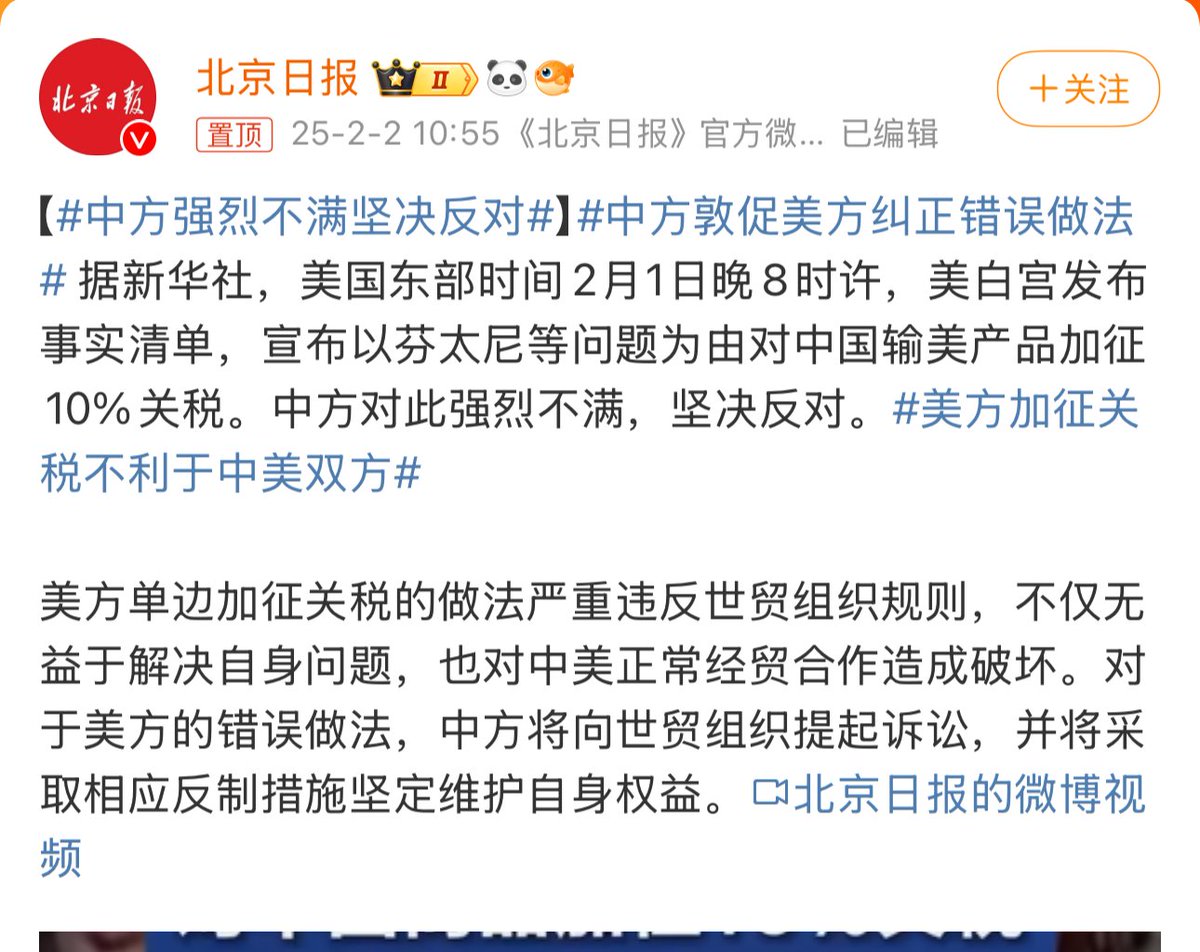 北京日报
北京日报 II
+关注
置顶 25-2-2 10:55 《北京日报》官方微... 已编辑
【#中方强烈不满坚决反对#】#中方敦促美方纠正错误做法
# 据新华社，美国东部时间2月1日晚8时许，美白宫发布
事实清单，宣布以芬太尼等问题为由对中国输美产品加征
10%关税。中方对此强烈不满，坚决反对。#美方加征关
税不利于中美双方#
美方单边加征关税的做法严重违反世贸组织规则，不仅无
益于解决自身问题，也对中美正常经贸合作造成破坏。对
于美方的错误做法，中方将向世贸组织提起诉讼，并将采
取相应反制措施坚定维护自身权益。北京日报的微博视
频